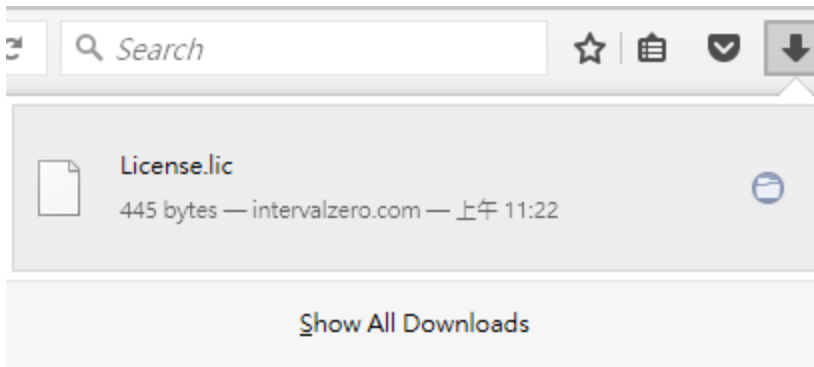 Search
License.lic
445 bytes — intervalzero.com — 上午 11:22
Show All Downloads